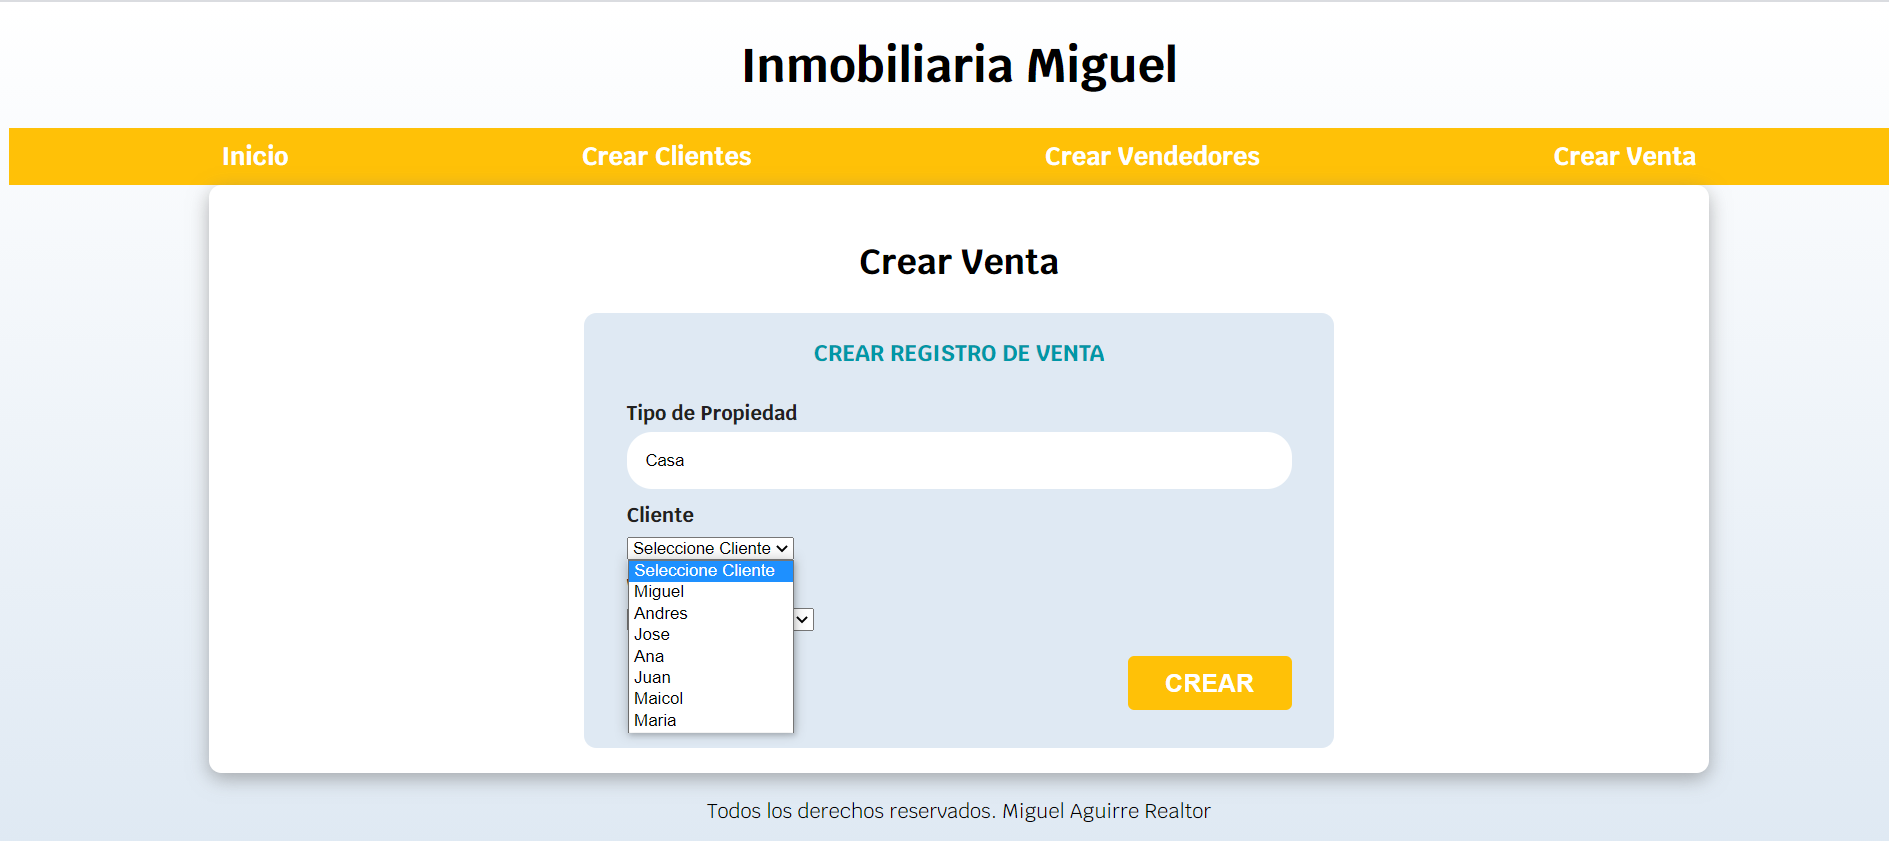 Inmobiliaria Miguel
Inicio Crear Clientes Crear Vendedores Crear Venta
Crear Venta
CREAR REGISTRO DE VENTA
Tipo de Propiedad
Casa
Cliente
Seleccione Cliente
Seleccione Cliente
Miguel
Andres
Jose
Ana
Juan
Maicol
Maria
CREAR
Todos los derechos reservados. Miguel Aguirre Realtor